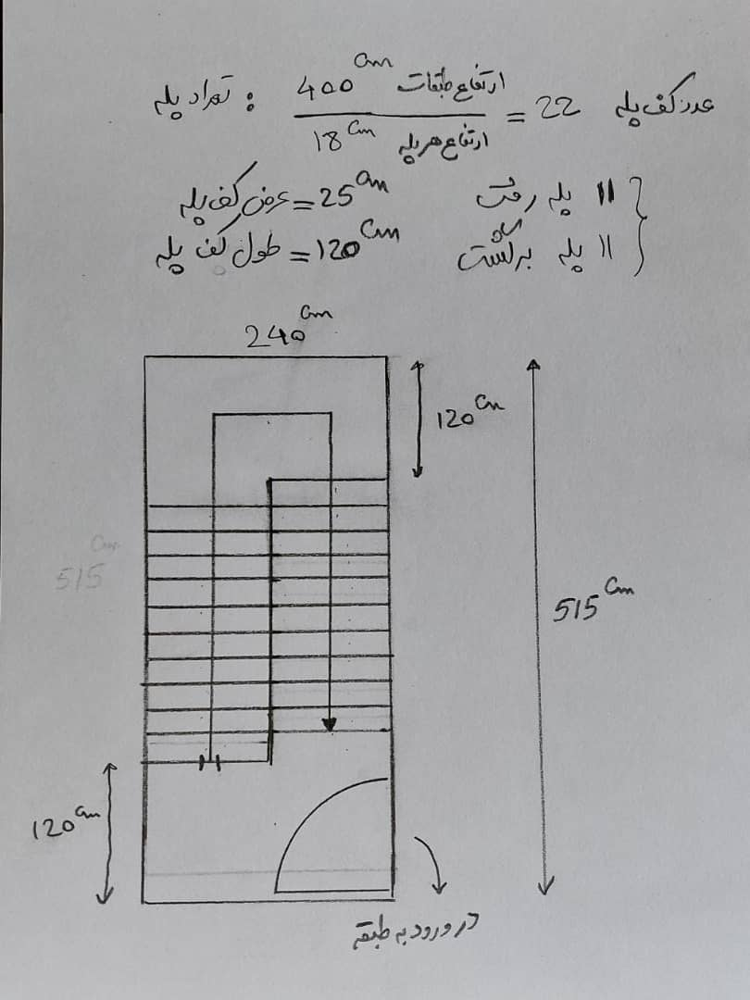 تعداد پله : ارتفاع طبقات 400 cm / ارتفاع هر پله 18 cm = 22 عدد کف پله
عرض کف پله = 25 cm
11 پله رفت
طول کف پله = 120 cm
11 پله برگشت
240 cm
120 cm
515 cm
515 cm
120 cm
در ورود به طبقه